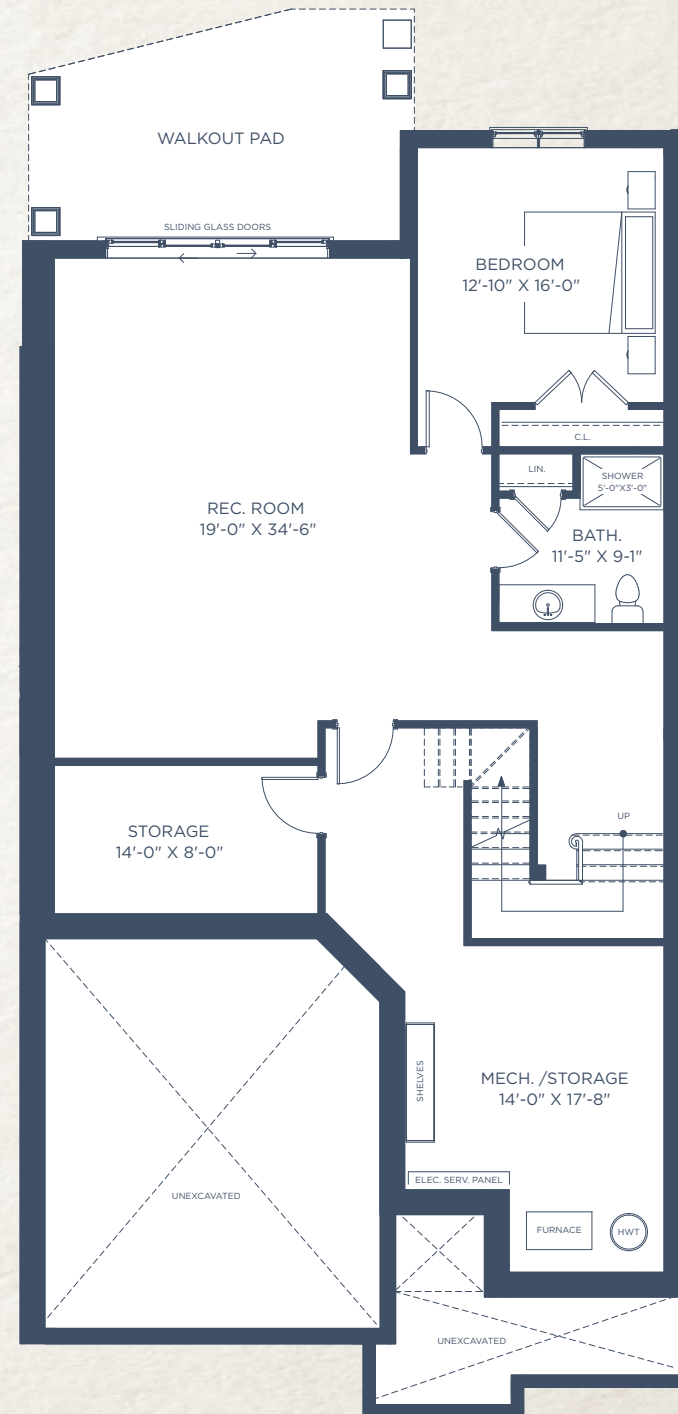 WALKOUT PAD
SLIDING GLASS DOORS
BEDROOM
12'-10" X 16'-0"
C.L.
LIN.
SHOWER
5'-0"X3'-0"
REC. ROOM
19'-0" X 34'-6"
BATH.
11'-5" X 9-1"
UP
STORAGE
14'-0" X 8'-0"
SHELVES
MECH. /STORAGE
14'-0" X 17'-8"
ELEC. SERV. PANEL
UNEXCAVATED
FURNACE
HWT
UNEXCAVATED